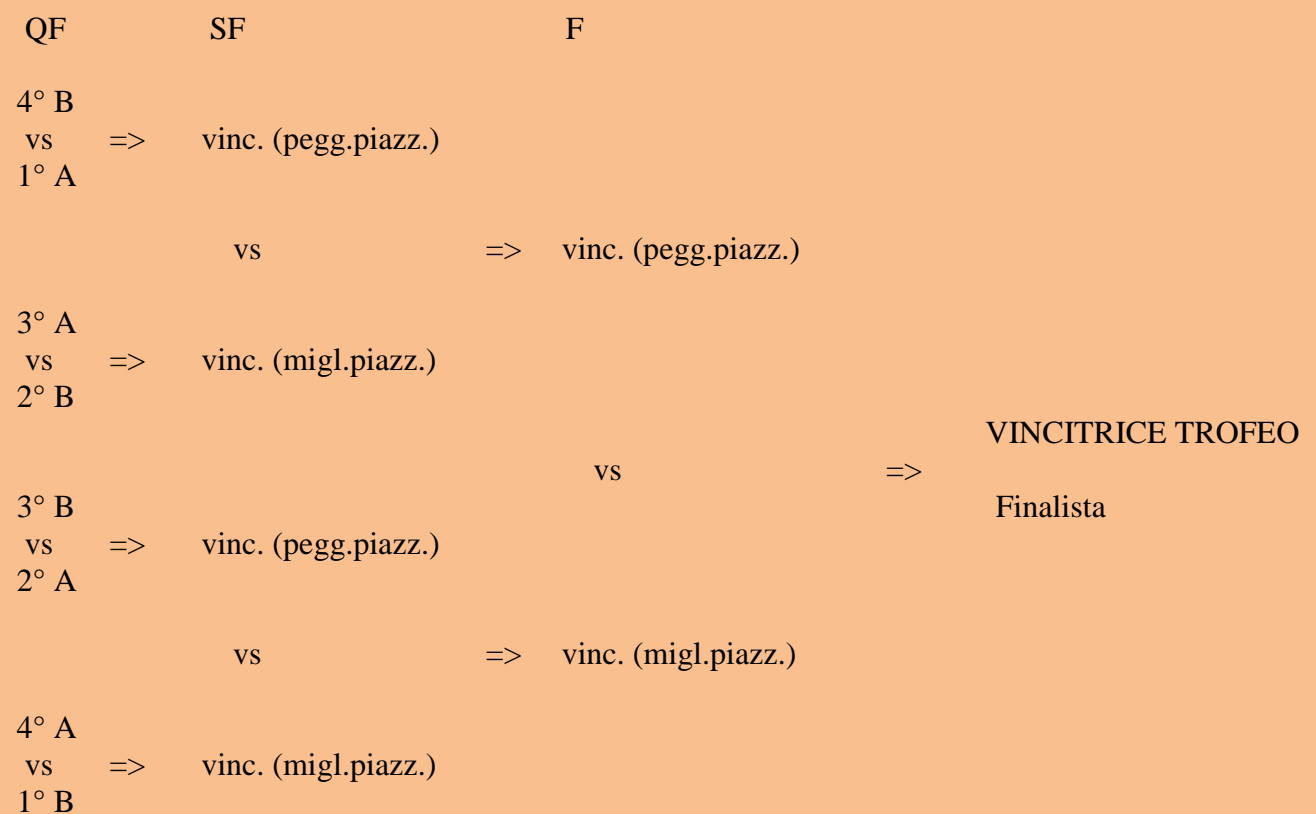 QF SF F
4° B
vs => vinc. (pegg.piazz.)
1° A
vs => vinc. (pegg.piazz.)
3° A
vs => vinc. (migl.piazz.)
2° B
VINCITRICE TROFEO
vs =>
3° B Finalista
vs => vinc. (pegg.piazz.)
2° A
vs => vinc. (migl.piazz.)
4° A
vs => vinc. (migl.piazz.)
1° B